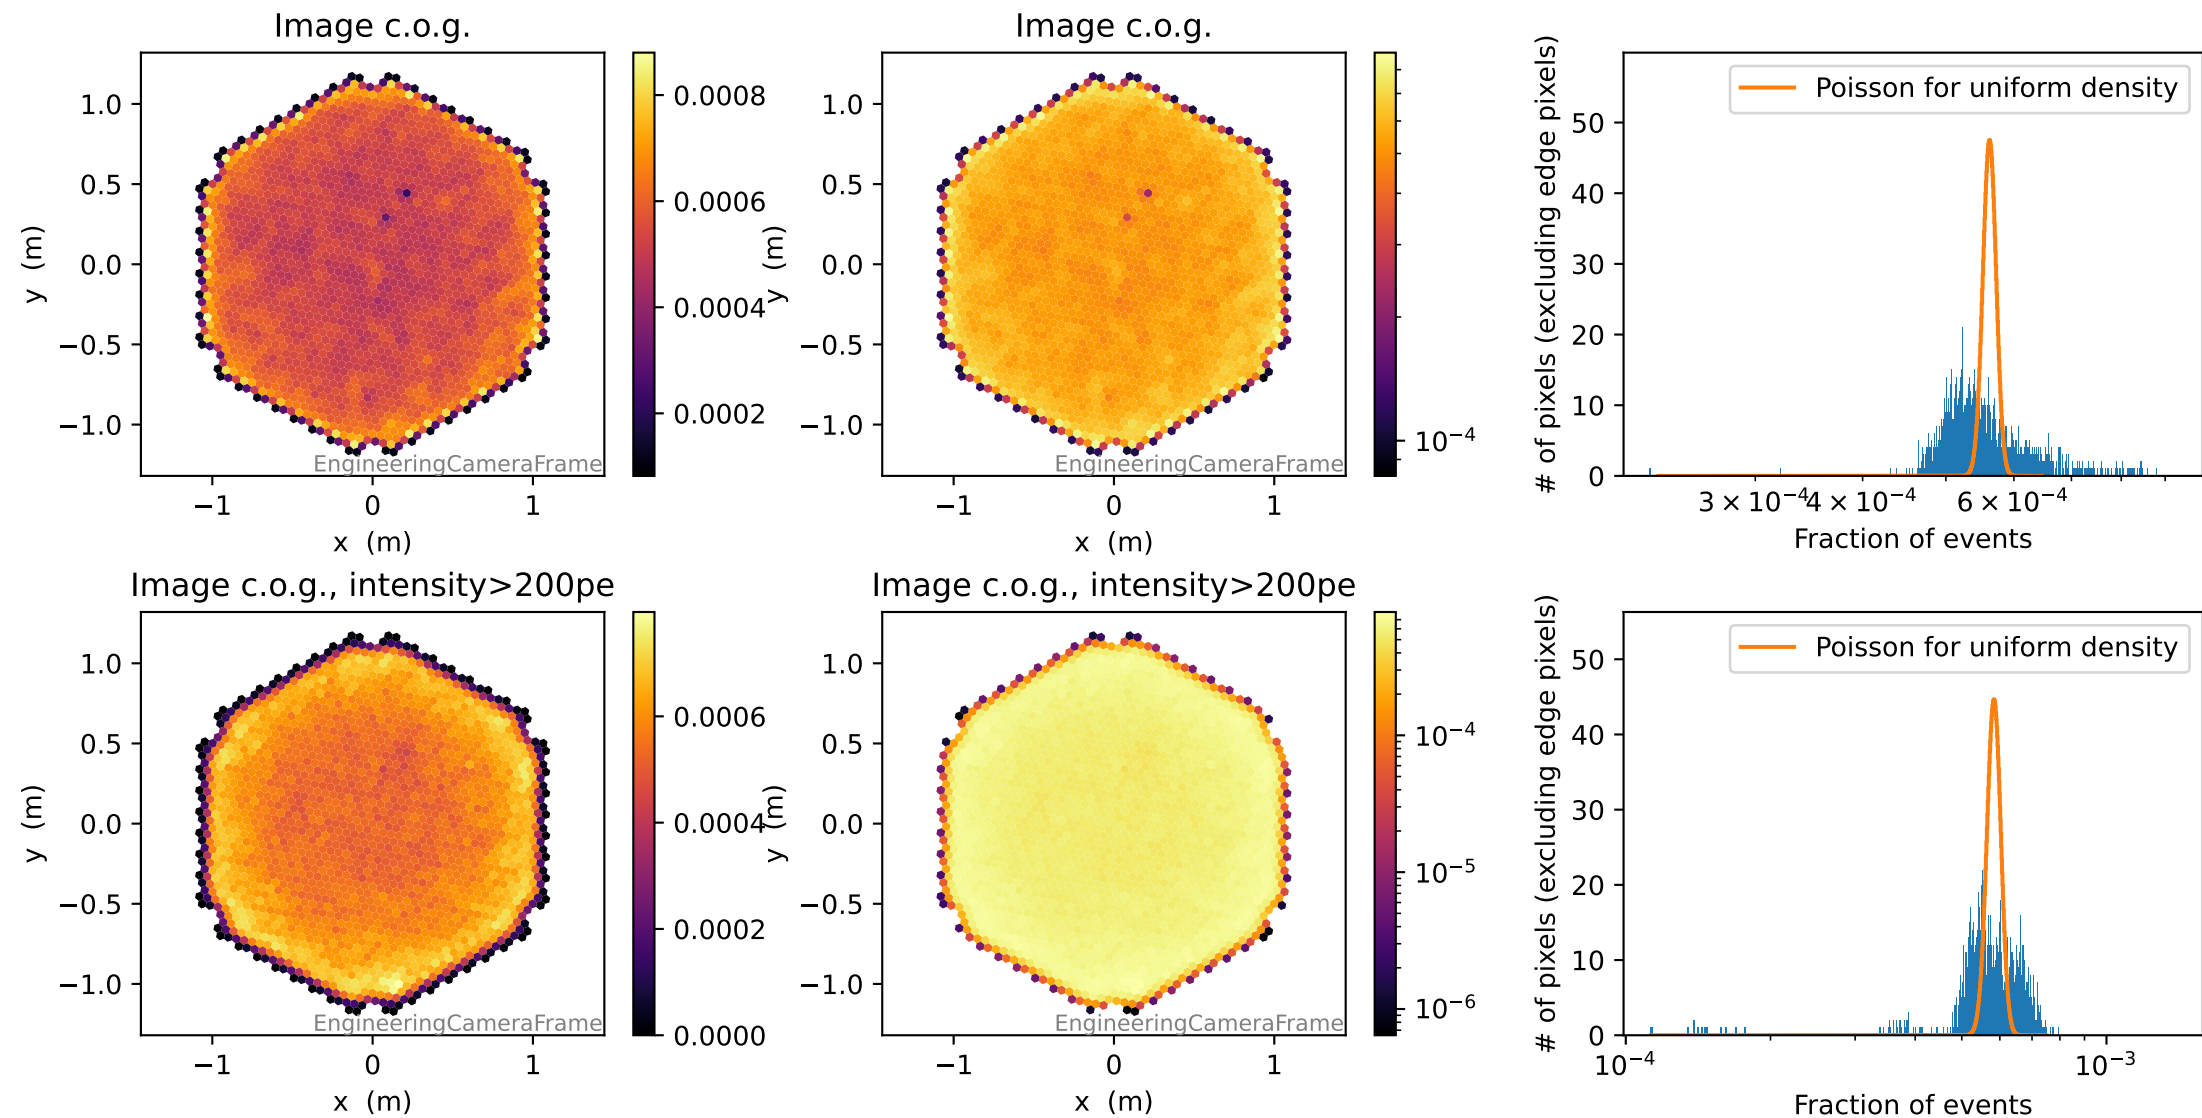 Image c.o.g.
1.0
0.5
0.0
−0.5
−1.0
y (m)
−1
0
1
x (m)
EngineeringCameraFrame
0.0008
0.0006
0.0004
0.0002
Image c.o.g.
1.0
0.5
0.0
−0.5
−1.0
y (m)
−1
0
1
x (m)
EngineeringCameraFrame
10⁻⁴
Poisson for uniform density
50
40
30
20
10
0
# of pixels (excluding edge pixels)
3 × 10⁻⁴
4 × 10⁻⁴
6 × 10⁻⁴
Fraction of events
Image c.o.g., intensity>200pe
1.0
0.5
0.0
−0.5
−1.0
y (m)
−1
0
1
x (m)
EngineeringCameraFrame
0.0006
0.0004
0.0002
0.0000
Image c.o.g., intensity>200pe
1.0
0.5
0.0
−0.5
−1.0
y (m)
−1
0
1
x (m)
EngineeringCameraFrame
10⁻⁴
10⁻⁵
10⁻⁶
Poisson for uniform density
50
40
30
20
10
0
# of pixels (excluding edge pixels)
10⁻⁴
10⁻³
Fraction of events